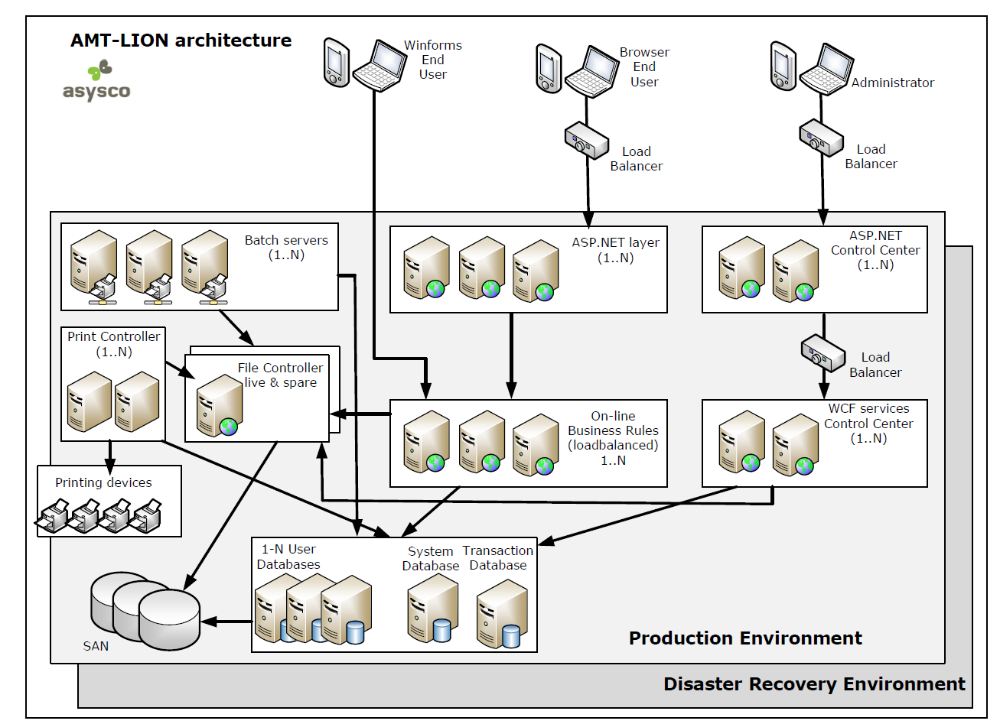 AMT-LION architecture
asysco
Winforms
End
User
Browser
End
User
Administrator
Load
Balancer
Load
Balancer
Batch servers
(1..N)
ASP.NET layer
(1..N)
ASP.NET
Control Center
(1..N)
Print Controller
(1..N)
File Controller
live & spare
Load
Balancer
On-line
Business Rules
(loadbalanced)
1..N
WCF services
Control Center
(1..N)
Printing devices
1-N User
Databases
System
Database
Transaction
Database
SAN
Production Environment
Disaster Recovery Environment